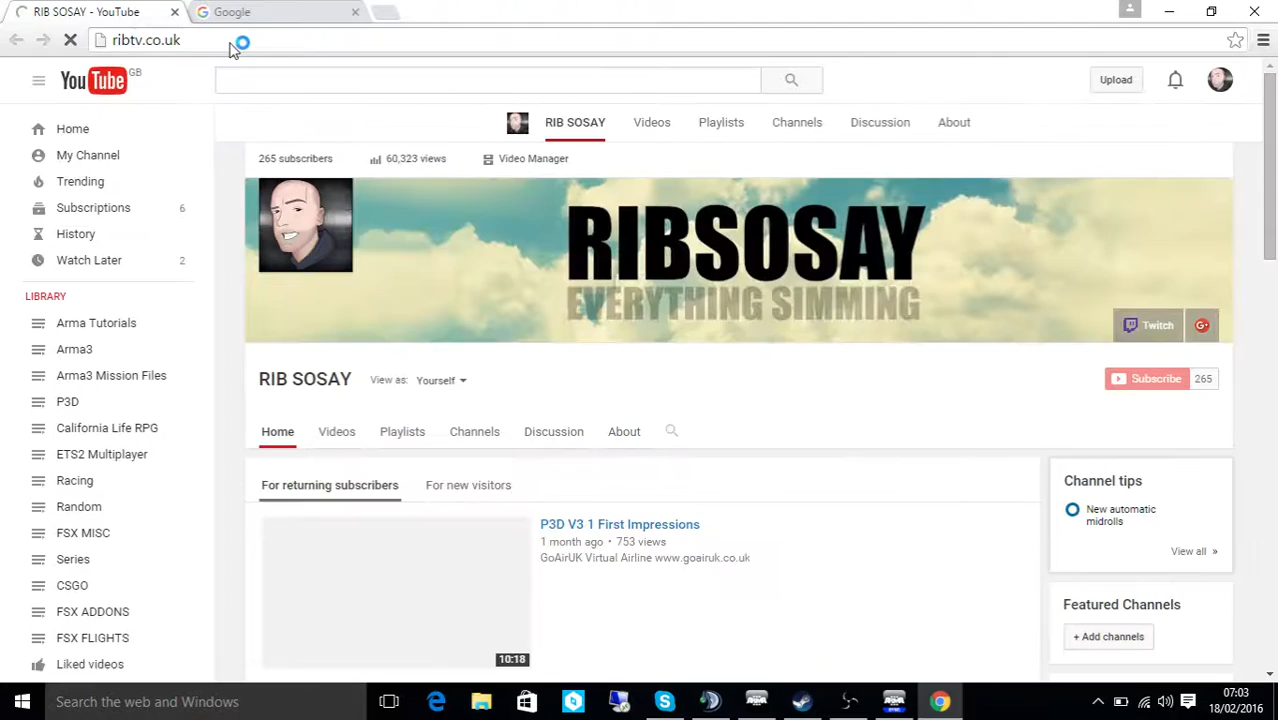 RIB SOSAY - YouTube
Google
ribtv.co.uk
YouTube GB
Upload
RIB SOSAY
Videos
Playlists
Channels
Discussion
About
265 subscribers
60,323 views
Video Manager
RIBSOSAY
EVERYTHING SIMMING
Twitch
G+
RIB SOSAY
View as: Yourself
Subscribe 265
Home
Videos
Playlists
Channels
Discussion
About
For returning subscribers
For new visitors
P3D V3 1 First Impressions
1 month ago • 753 views
GoAirUK Virtual Airline www.goairuk.co.uk
10:18
Channel tips
New automatic
midrolls
View all »
Featured Channels
+ Add channels
Home
My Channel
Trending
Subscriptions 6
History
Watch Later 2
LIBRARY
Arma Tutorials
Arma3
Arma3 Mission Files
P3D
California Life RPG
ETS2 Multiplayer
Racing
Random
FSX MISC
Series
CSGO
FSX ADDONS
FSX FLIGHTS
Liked videos
Search the web and Windows
07:03
18/02/2016